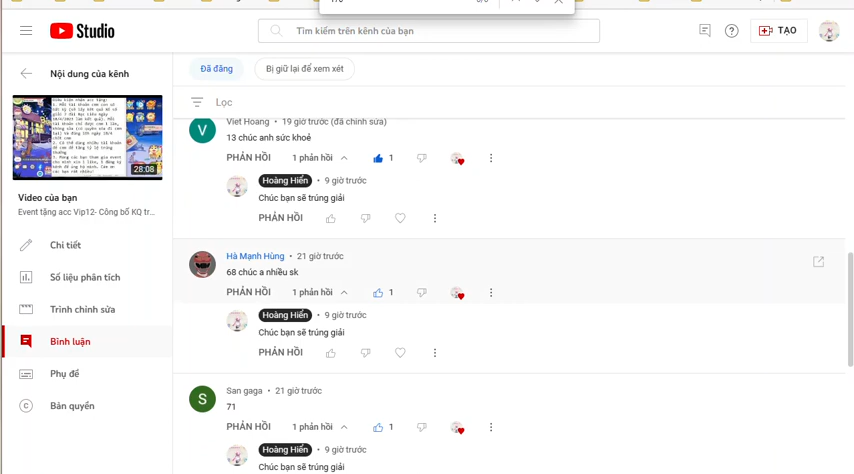 Studio
Tìm kiếm trên kênh của bạn
TẠO
Nội dung của kênh
28:08
Video của bạn
Event tặng acc Vip12- Công bố KQ tr...
Chi tiết
Số liệu phân tích
Trình chỉnh sửa
Bình luận
Phụ đề
Bản quyền
Đã đăng
Bị giữ lại để xem xét
Lọc
Viet Hoang • 19 giờ trước (đã chỉnh sửa)
13 chúc anh sức khoẻ
PHẢN HỒI 1 phản hồi 1
Hoàng Hiển • 9 giờ trước
Chúc bạn sẽ trúng giải
PHẢN HỒI
Hà Mạnh Hùng • 21 giờ trước
68 chúc a nhiều sk
PHẢN HỒI 1 phản hồi 1
Hoàng Hiển • 9 giờ trước
Chúc bạn sẽ trúng giải
PHẢN HỒI
S
San gaga • 21 giờ trước
71
PHẢN HỒI 1 phản hồi 1
Hoàng Hiển • 9 giờ trước
Chúc bạn sẽ trúng giải